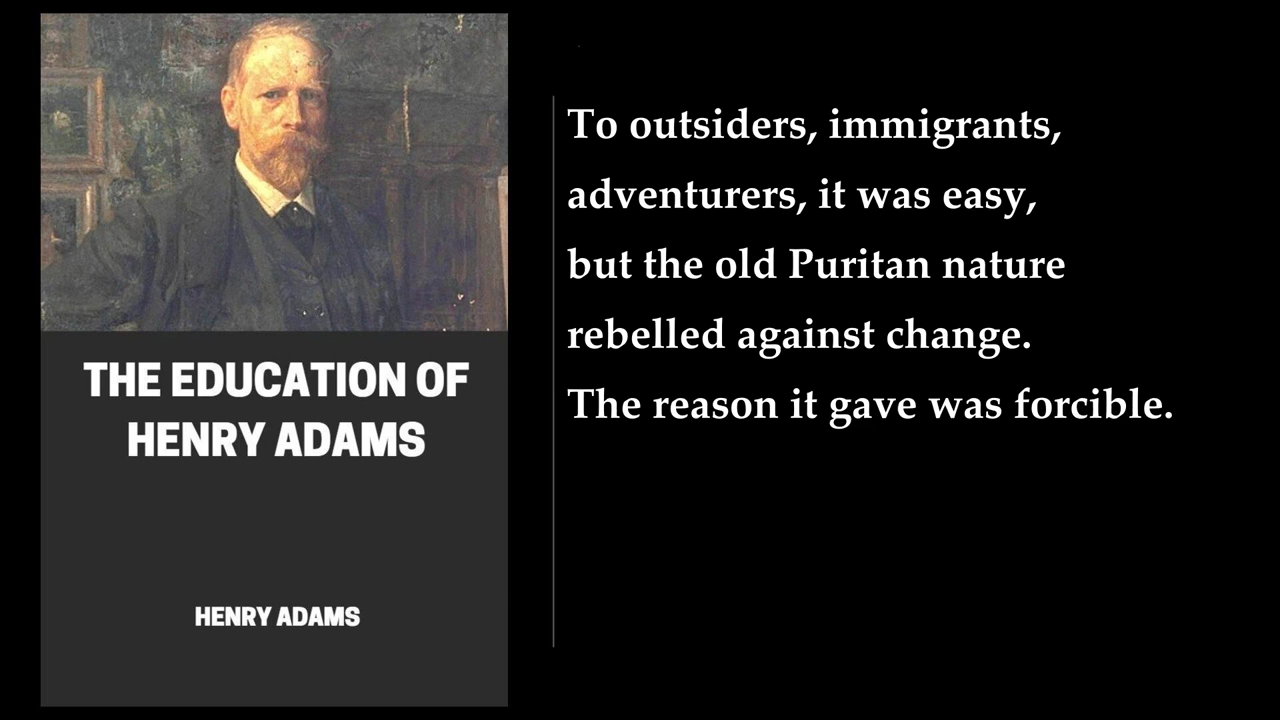 THE EDUCATION OF
HENRY ADAMS
HENRY ADAMS
To outsiders, immigrants,
adventurers, it was easy,
but the old Puritan nature
rebelled against change.
The reason it gave was forcible.